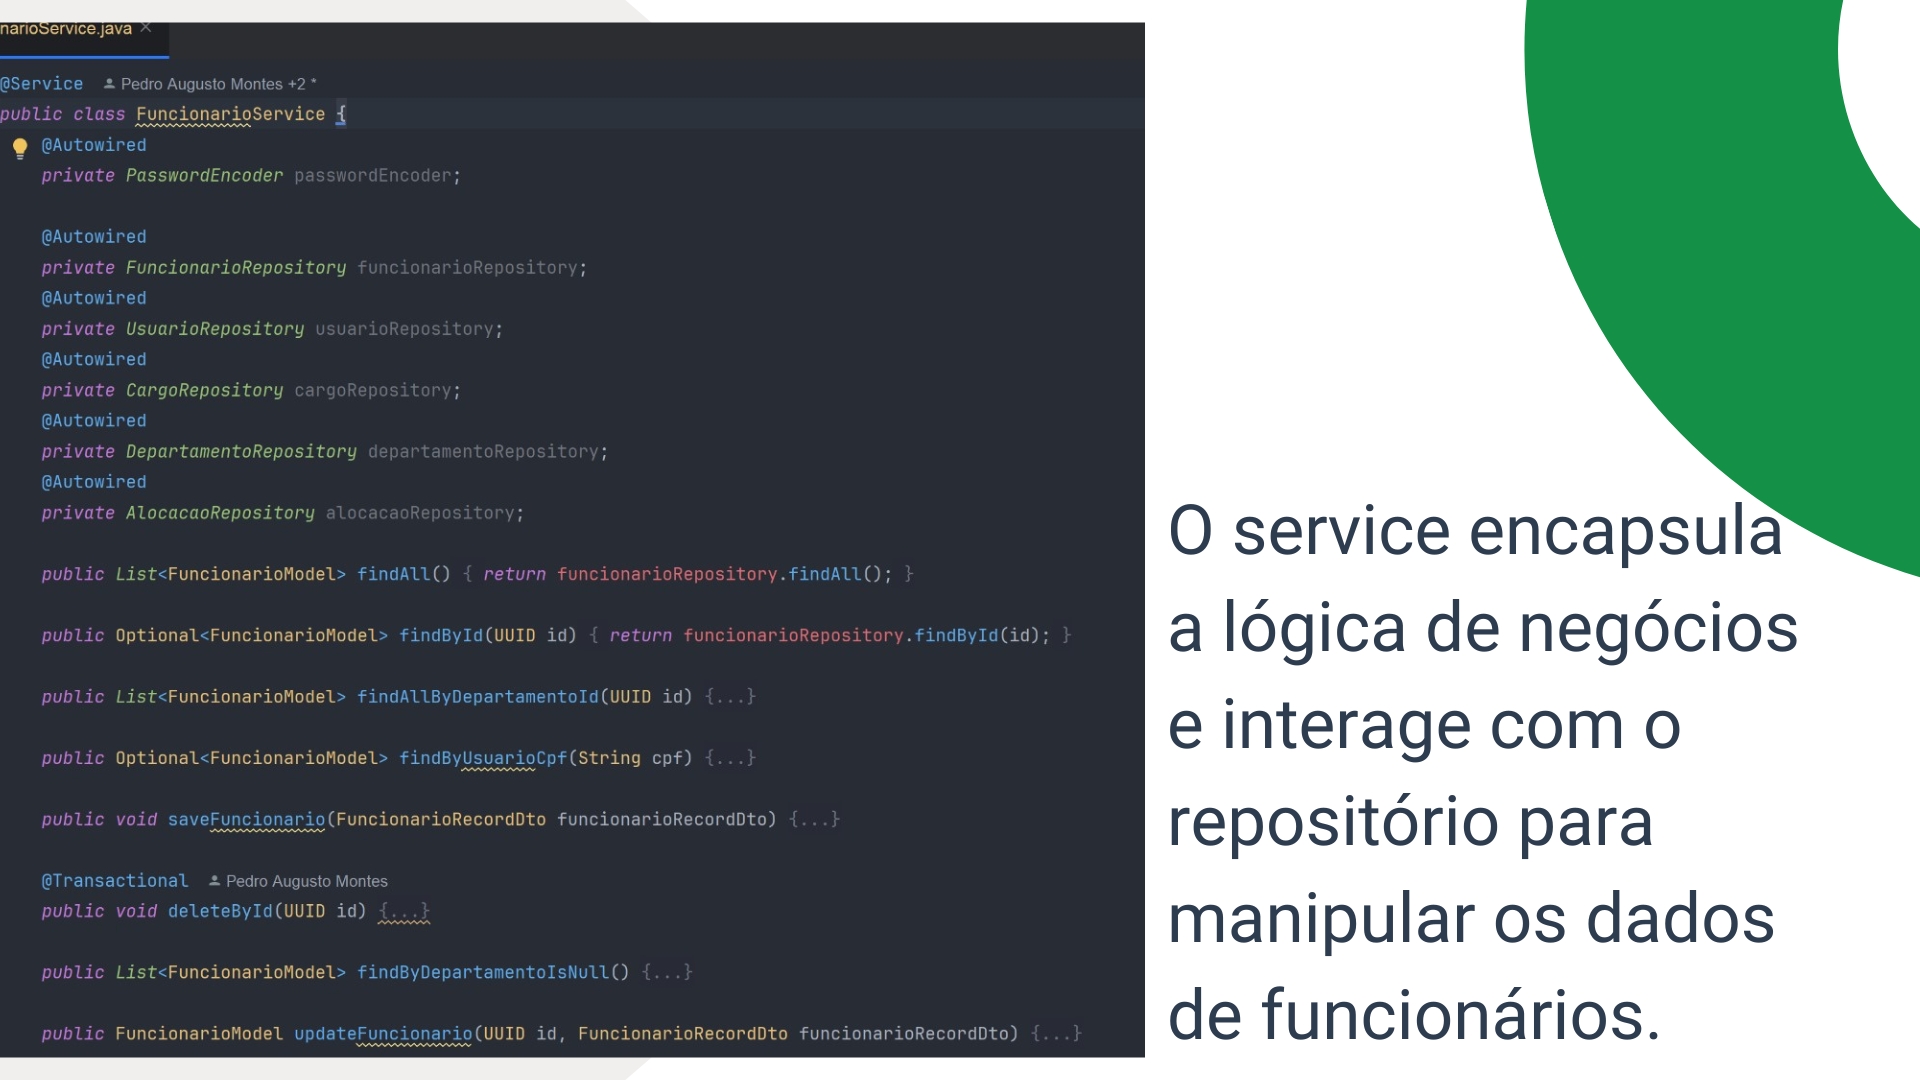 narioService.java
@Service Pedro Augusto Montes +2 *
public class FuncionarioService {
@Autowired
private PasswordEncoder passwordEncoder;
@Autowired
private FuncionarioRepository funcionarioRepository;
@Autowired
private UsuarioRepository usuarioRepository;
@Autowired
private CargoRepository cargoRepository;
@Autowired
private DepartamentoRepository departamentoRepository;
@Autowired
private AlocacaoRepository alocacaoRepository;
public List<FuncionarioModel> findAll() { return funcionarioRepository.findAll(); }
public Optional<FuncionarioModel> findById(UUID id) { return funcionarioRepository.findById(id); }
public List<FuncionarioModel> findAllByDepartamentoId(UUID id) {...}
public Optional<FuncionarioModel> findByUsuarioCpf(String cpf) {...}
public void saveFuncionario(FuncionarioRecordDto funcionarioRecordDto) {...}
@Transactional Pedro Augusto Montes
public void deleteById(UUID id) {...}
public List<FuncionarioModel> findByDepartamentoIsNull() {...}
public FuncionarioModel updateFuncionario(UUID id, FuncionarioRecordDto funcionarioRecordDto) {...}
O service encapsula
a lógica de negócios
e interage com o
repositório para
manipular os dados
de funcionários.